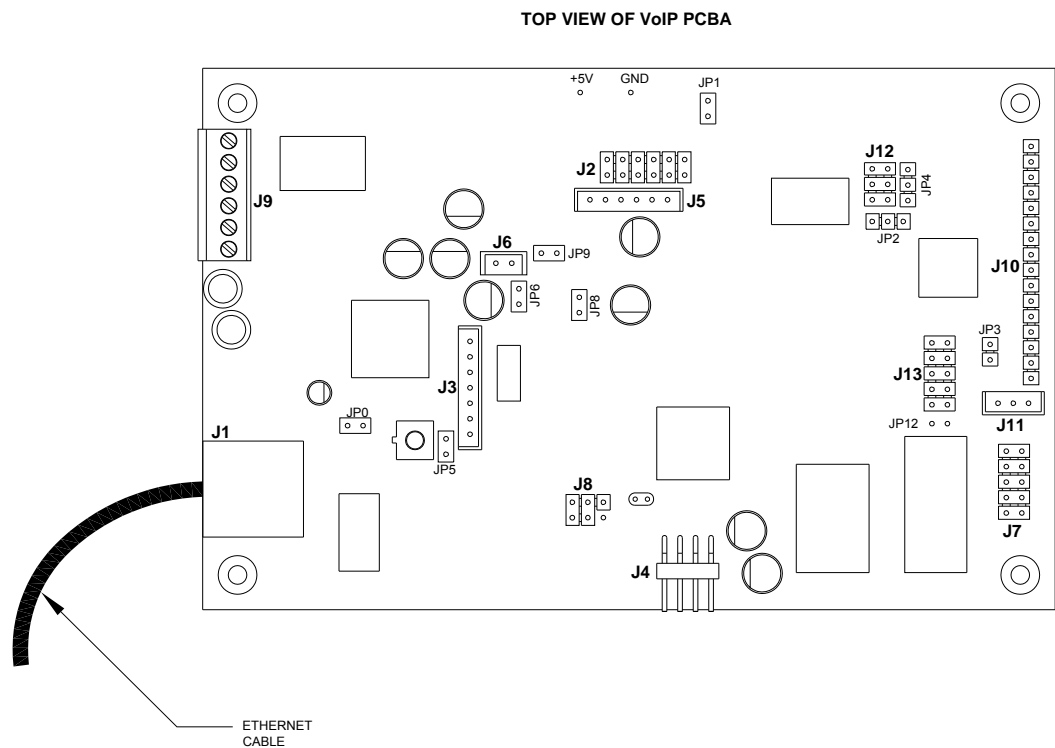 TOP VIEW OF VoIP PCBA
+5V
GND
JP1
J2
J12
JP4
J9
J5
JP2
J6
JP9
J10
JP6
JP8
JP3
J3
J13
JP0
J1
JP12
J11
JP5
J8
J7
J4
ETHERNET
CABLE